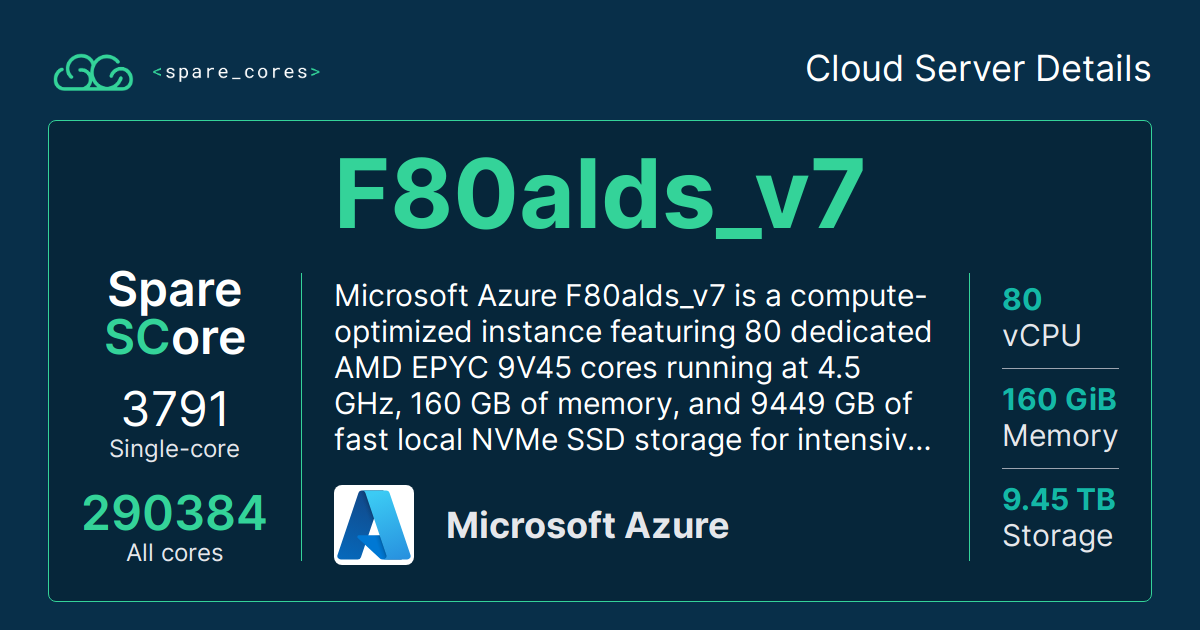 <spare_cores>
Cloud Server Details
F80alds_v7
Spare
SCore
3791
Single-core
290384
All cores
Microsoft Azure F80alds_v7 is a compute-
optimized instance featuring 80 dedicated
AMD EPYC 9V45 cores running at 4.5
GHz, 160 GB of memory, and 9449 GB of
fast local NVMe SSD storage for intensiv...
Microsoft Azure
80
vCPU
160 GiB
Memory
9.45 TB
Storage